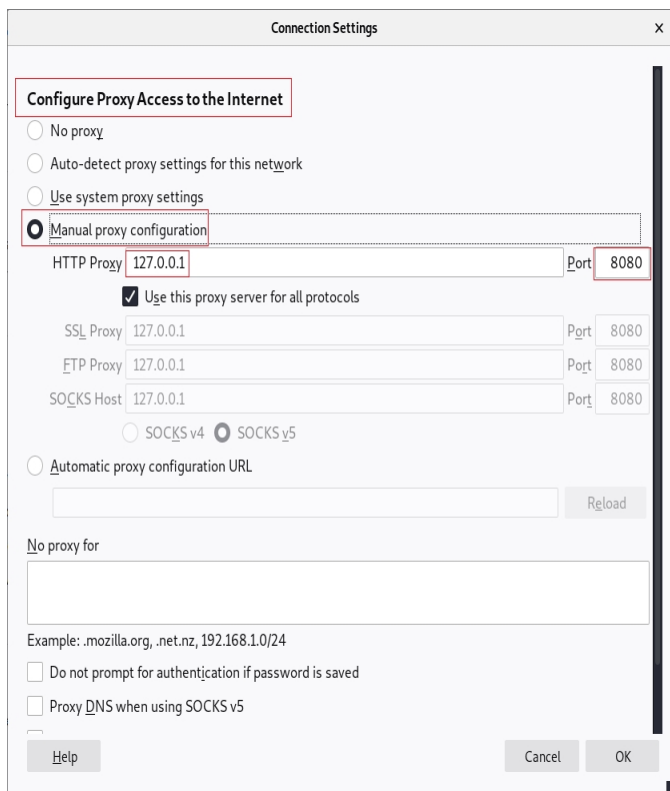 Connection Settings x
Configure Proxy Access to the Internet
No proxy
Auto-detect proxy settings for this network
Use system proxy settings
Manual proxy configuration
HTTP Proxy 127.0.0.1 Port 8080
Use this proxy server for all protocols
SSL Proxy 127.0.0.1 Port 8080
FTP Proxy 127.0.0.1 Port 8080
SOCKS Host 127.0.0.1 Port 8080
SOCKS v4 SOCKS v5
Automatic proxy configuration URL
Reload
No proxy for
Example: .mozilla.org, .net.nz, 192.168.1.0/24
Do not prompt for authentication if password is saved
Proxy DNS when using SOCKS v5
Help Cancel OK